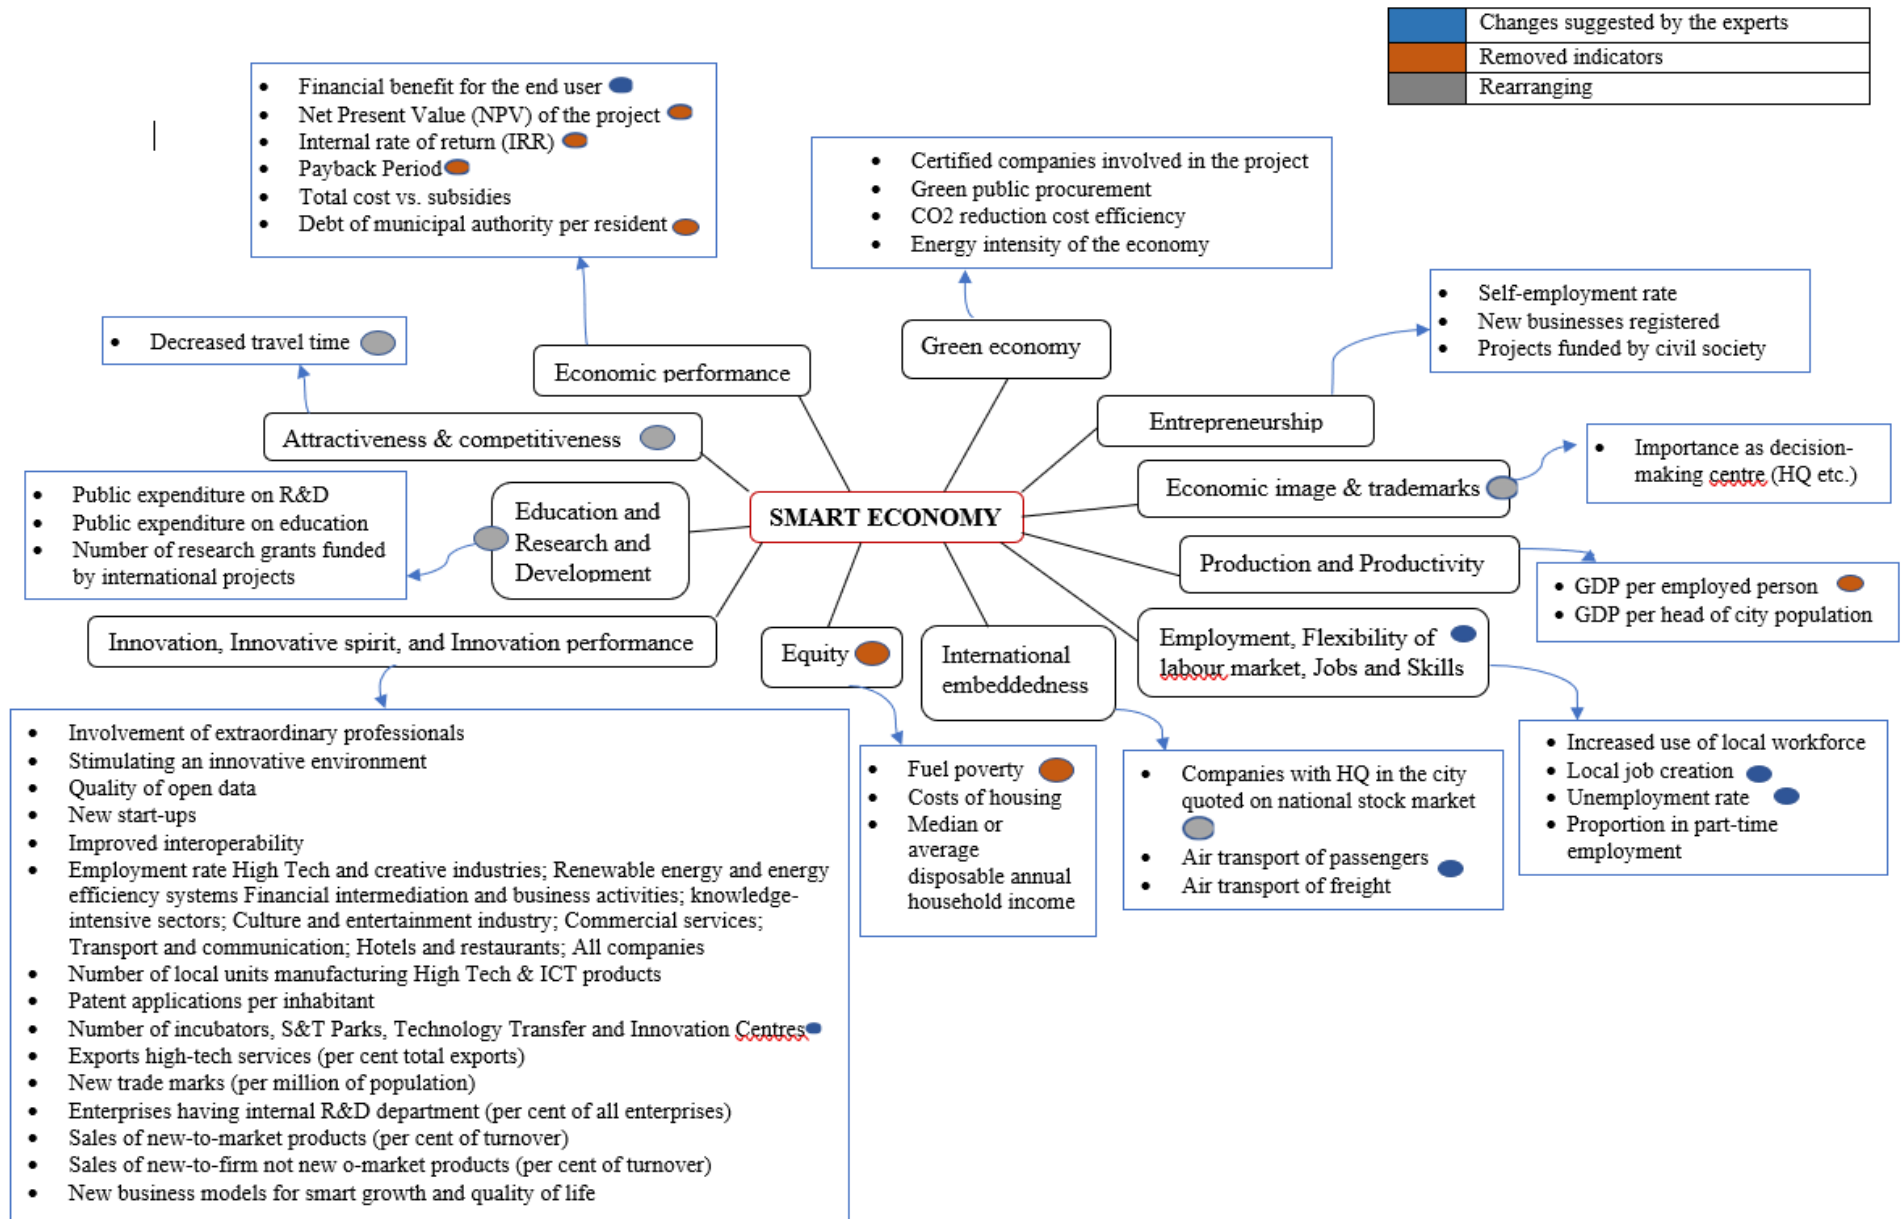 Changes suggested by the experts
Removed indicators
Rearranging
• Financial benefit for the end user
• Net Present Value (NPV) of the project
• Internal rate of return (IRR)
• Payback Period
• Total cost vs. subsidies
• Debt of municipal authority per resident
• Certified companies involved in the project
• Green public procurement
• CO2 reduction cost efficiency
• Energy intensity of the economy
• Self-employment rate
• New businesses registered
• Projects funded by civil society
• Decreased travel time
Economic performance
Green economy
Entrepreneurship
Attractiveness & competitiveness
• Importance as decision-
making centre (HQ etc.)
Economic image & trademarks
• Public expenditure on R&D
• Public expenditure on education
• Number of research grants funded
by international projects
Education and
Research and
Development
SMART ECONOMY
Production and Productivity
• GDP per employed person
• GDP per head of city population
Innovation, Innovative spirit, and Innovation performance
Equity
International
embeddedness
Employment, Flexibility of
labour market, Jobs and Skills
• Involvement of extraordinary professionals
• Stimulating an innovative environment
• Quality of open data
• New start-ups
• Improved interoperability
• Employment rate High Tech and creative industries; Renewable energy and energy
efficiency systems Financial intermediation and business activities; knowledge-
intensive sectors; Culture and entertainment industry; Commercial services;
Transport and communication; Hotels and restaurants; All companies
• Number of local units manufacturing High Tech & ICT products
• Patent applications per inhabitant
• Number of incubators, S&T Parks, Technology Transfer and Innovation Centres
• Exports high-tech services (per cent total exports)
• New trade marks (per million of population)
• Enterprises having internal R&D department (per cent of all enterprises)
• Sales of new-to-market products (per cent of turnover)
• Sales of new-to-firm not new o-market products (per cent of turnover)
• New business models for smart growth and quality of life
• Fuel poverty
• Costs of housing
• Median or
average
disposable annual
household income
• Companies with HQ in the city
quoted on national stock market
• Air transport of passengers
• Air transport of freight
• Increased use of local workforce
• Local job creation
• Unemployment rate
• Proportion in part-time
employment